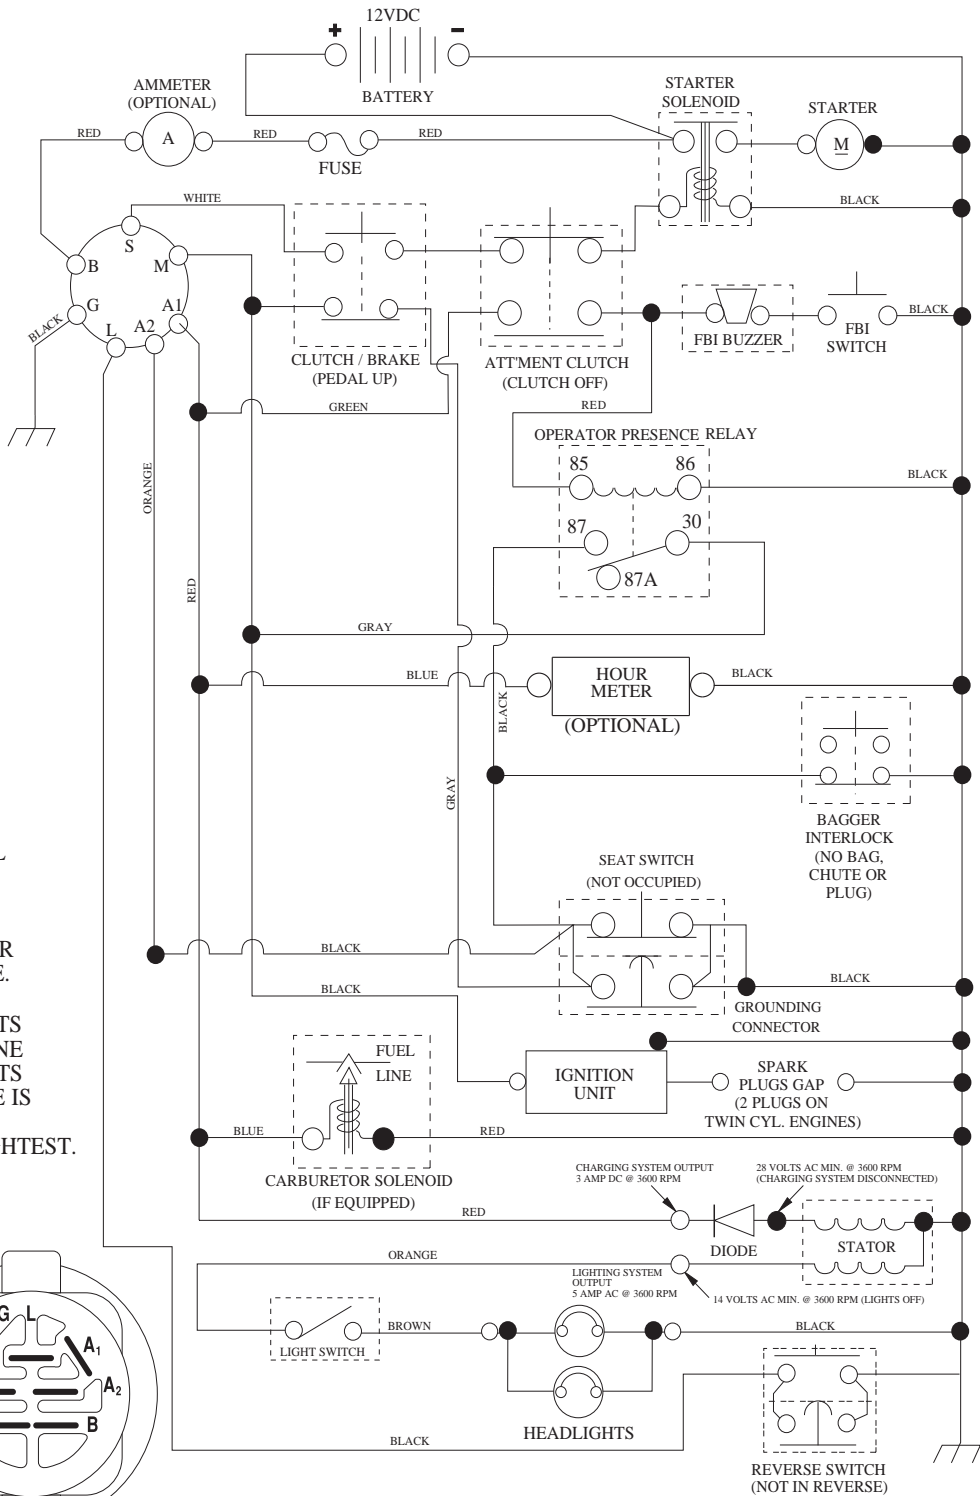 12VDC
+
-
BATTERY
AMMETER
(OPTIONAL)
A
RED
RED
RED
FUSE
STARTER
SOLENOID
STARTER
M
BLACK
WHITE
S
B
M
G
A1
L
A2
BLACK
CLUTCH / BRAKE
(PEDAL UP)
ATT'MENT CLUTCH
(CLUTCH OFF)
FBI BUZZER
FBI
SWITCH
BLACK
GREEN
RED
OPERATOR PRESENCE RELAY
85
86
87
30
87A
BLACK
ORANGE
RED
GRAY
BLUE
HOUR
METER
(OPTIONAL)
BLACK
BLACK
GRAY
BAGGER
INTERLOCK
(NO BAG,
CHUTE OR
PLUG)
SEAT SWITCH
(NOT OCCUPIED)
BLACK
BLACK
BLACK
GROUNDING
CONNECTOR
IGNITION
UNIT
SPARK
PLUGS GAP
(2 PLUGS ON
TWIN CYL. ENGINES)
FUEL
LINE
BLUE
RED
CARBURETOR SOLENOID
(IF EQUIPPED)
CHARGING SYSTEM OUTPUT
3 AMP DC @ 3600 RPM
28 VOLTS AC MIN. @ 3600 RPM
(CHARGING SYSTEM DISCONNECTED)
RED
DIODE
STATOR
ORANGE
LIGHTING SYSTEM
OUTPUT
5 AMP AC @ 3600 RPM
14 VOLTS AC MIN. @ 3600 RPM (LIGHTS OFF)
LIGHT SWITCH
BROWN
BLACK
HEADLIGHTS
BLACK
REVERSE SWITCH
(NOT IN REVERSE)
L
R
E.
TS
NE
TS
E IS
GHTEST.
G L
A1
A2
B